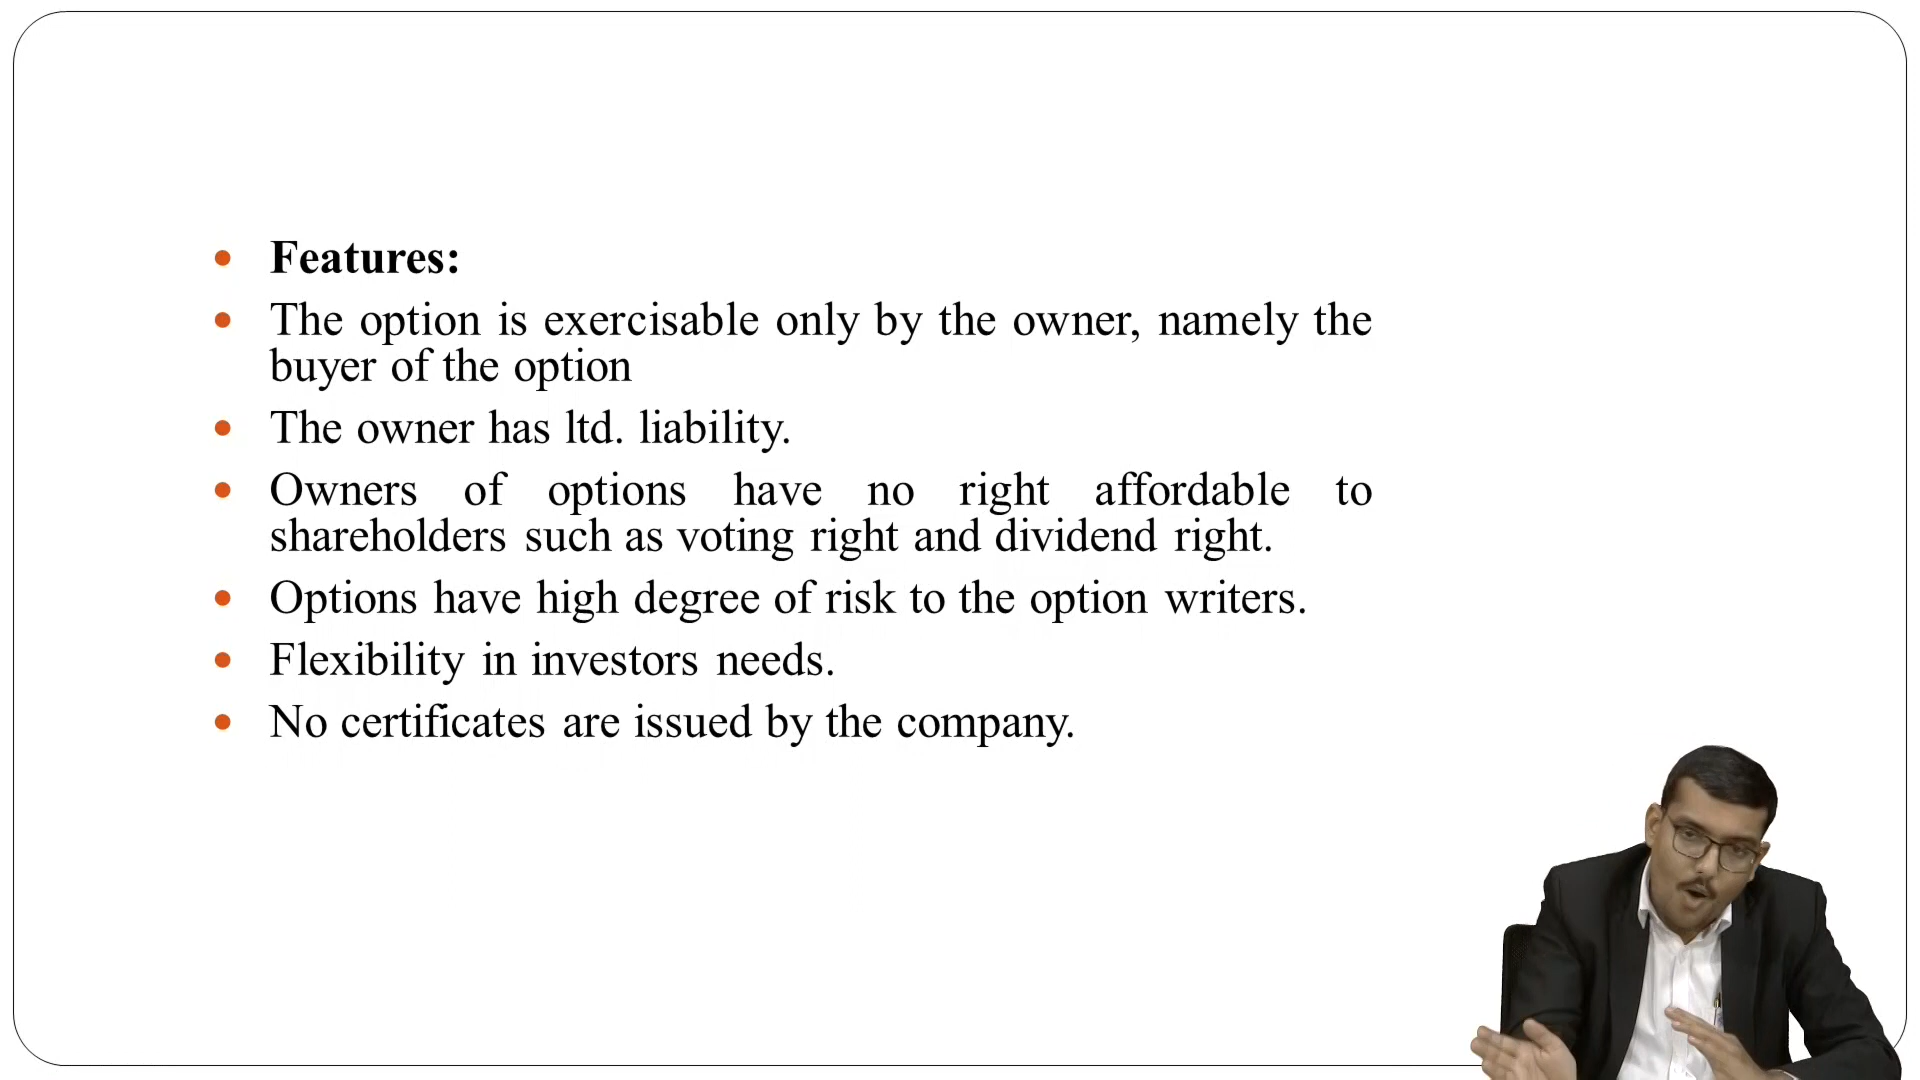 Features:
The option is exercisable only by the owner, namely the
buyer of the option
The owner has ltd. liability.
Owners of options have no right affordable to
shareholders such as voting right and dividend right.
Options have high degree of risk to the option writers.
Flexibility in investors needs.
No certificates are issued by the company.